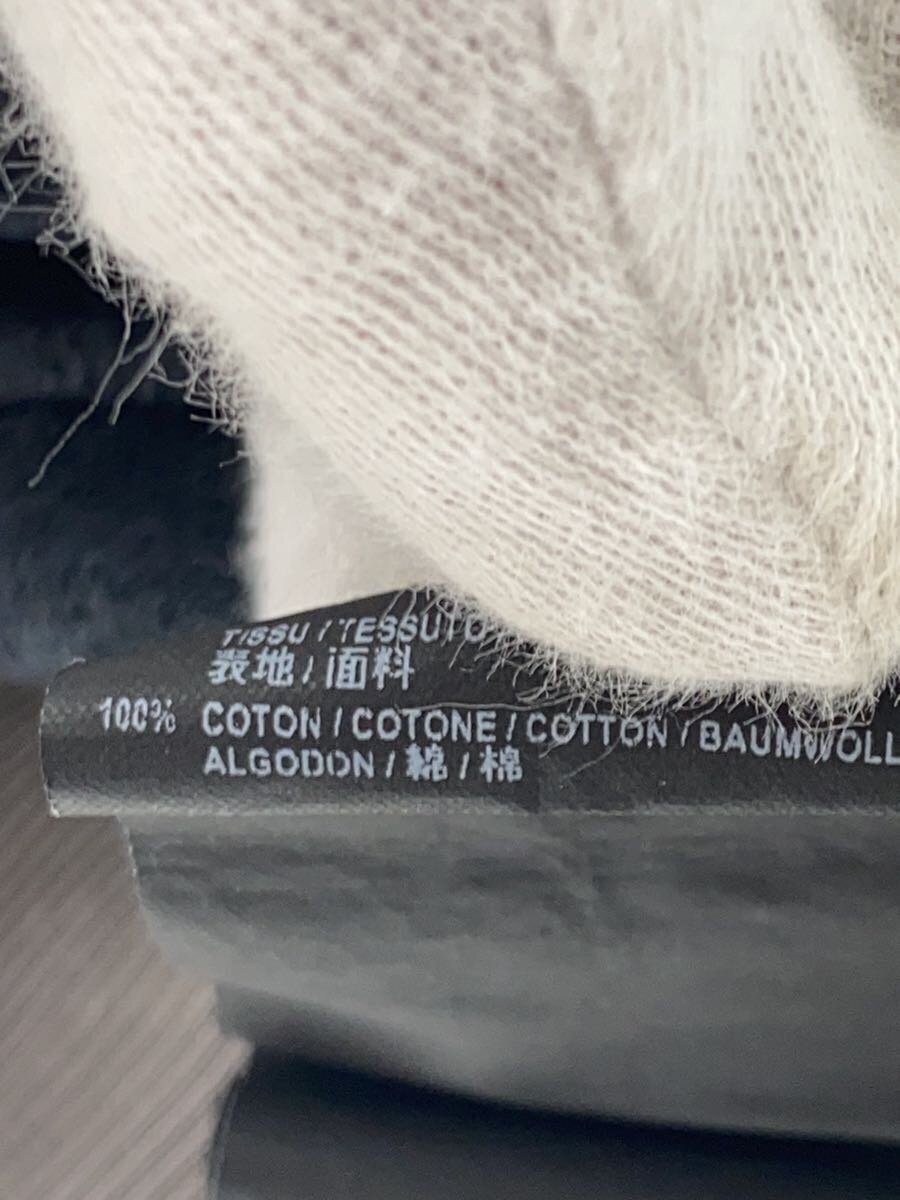 TISSU / TESSUTO
表地 / 面料
100% COTON / COTONE / COTTON / BAUMWOLL
ALGODON / 綿 / 棉